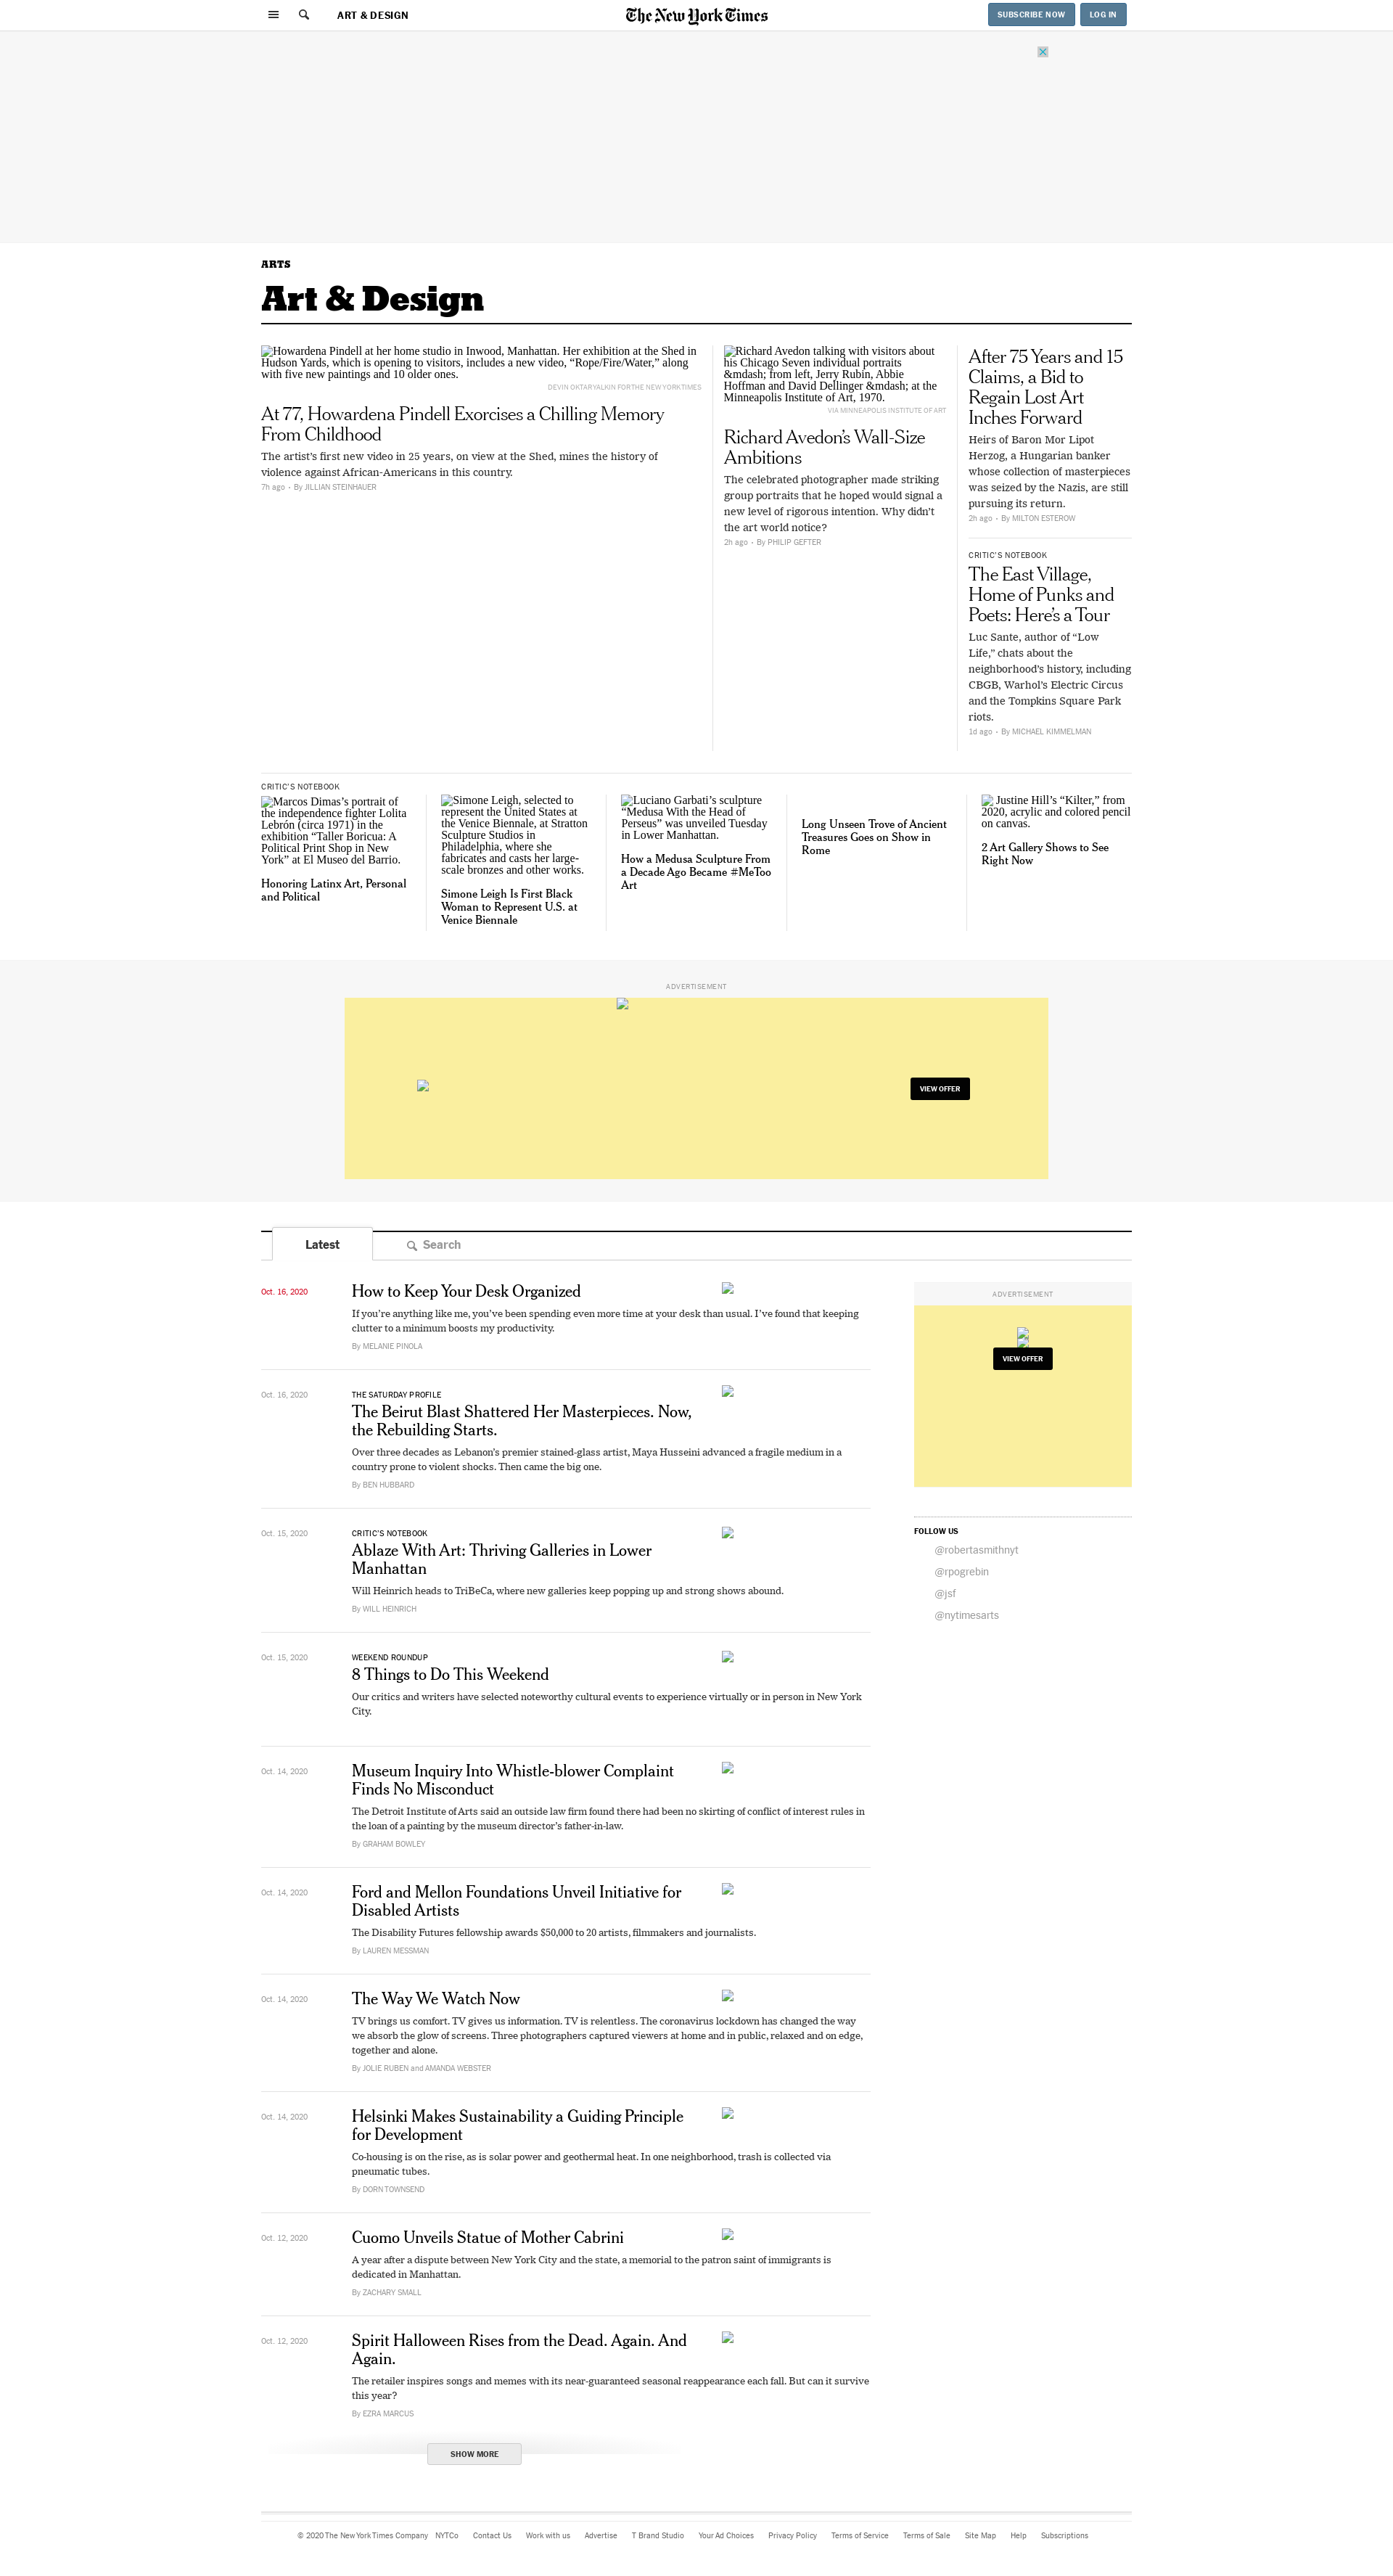 ART & DESIGN
The New York Times
SUBSCRIBE NOW
LOG IN
ARTS
Art & Design
Howardena Pindell at her home studio in Inwood, Manhattan. Her exhibition at the Shed in
Hudson Yards, which is opening to visitors, includes a new video, “Rope/Fire/Water,” along
with five new paintings and 10 older ones.
DEVIN OKTAR YALKIN FOR THE NEW YORK TIMES
At 77, Howardena Pindell Exorcises a Chilling Memory
From Childhood
The artist’s first new video in 25 years, on view at the Shed, mines the history of
violence against African-Americans in this country.
7h ago • By JILLIAN STEINHAUER
Richard Avedon talking with visitors about
his Chicago Seven individual portraits
&mdash; from left, Jerry Rubin, Abbie
Hoffman and David Dellinger &mdash; at the
Minneapolis Institute of Art, 1970.
VIA MINNEAPOLIS INSTITUTE OF ART
Richard Avedon’s Wall-Size
Ambitions
The celebrated photographer made striking
group portraits that he hoped would signal a
new level of rigorous intention. Why didn’t
the art world notice?
2h ago • By PHILIP GEFTER
After 75 Years and 15
Claims, a Bid to
Regain Lost Art
Inches Forward
Heirs of Baron Mor Lipot
Herzog, a Hungarian banker
whose collection of masterpieces
was seized by the Nazis, are still
pursuing its return.
2h ago • By MILTON ESTEROW
CRITIC’S NOTEBOOK
The East Village,
Home of Punks and
Poets: Here’s a Tour
Luc Sante, author of “Low
Life,” chats about the
neighborhood’s history, including
CBGB, Warhol’s Electric Circus
and the Tompkins Square Park
riots.
1d ago • By MICHAEL KIMMELMAN
CRITIC’S NOTEBOOK
Marcos Dimas’s portrait of
the independence fighter Lolita
Lebrón (circa 1971) in the
exhibition “Taller Boricua: A
Political Print Shop in New
York” at El Museo del Barrio.
Honoring Latinx Art, Personal
and Political
Simone Leigh, selected to
represent the United States at
the Venice Biennale, at Stratton
Sculpture Studios in
Philadelphia, where she
fabricates and casts her large-
scale bronzes and other works.
Simone Leigh Is First Black
Woman to Represent U.S. at
Venice Biennale
Luciano Garbati’s sculpture
“Medusa With the Head of
Perseus” was unveiled Tuesday
in Lower Manhattan.
How a Medusa Sculpture From
a Decade Ago Became #MeToo
Art
Long Unseen Trove of Ancient
Treasures Goes on Show in
Rome
Justine Hill’s “Kilter,” from
2020, acrylic and colored pencil
on canvas.
2 Art Gallery Shows to See
Right Now
ADVERTISEMENT
VIEW OFFER
Latest
Search
Oct. 16, 2020
How to Keep Your Desk Organized
If you’re anything like me, you’ve been spending even more time at your desk than usual. I’ve found that keeping
clutter to a minimum boosts my productivity.
By MELANIE PINOLA
Oct. 16, 2020
THE SATURDAY PROFILE
The Beirut Blast Shattered Her Masterpieces. Now,
the Rebuilding Starts.
Over three decades as Lebanon’s premier stained-glass artist, Maya Husseini advanced a fragile medium in a
country prone to violent shocks. Then came the big one.
By BEN HUBBARD
Oct. 15, 2020
CRITIC’S NOTEBOOK
Ablaze With Art: Thriving Galleries in Lower
Manhattan
Will Heinrich heads to TriBeCa, where new galleries keep popping up and strong shows abound.
By WILL HEINRICH
Oct. 15, 2020
WEEKEND ROUNDUP
8 Things to Do This Weekend
Our critics and writers have selected noteworthy cultural events to experience virtually or in person in New York
City.
Oct. 14, 2020
Museum Inquiry Into Whistle-blower Complaint
Finds No Misconduct
The Detroit Institute of Arts said an outside law firm found there had been no skirting of conflict of interest rules in
the loan of a painting by the museum director’s father-in-law.
By GRAHAM BOWLEY
Oct. 14, 2020
Ford and Mellon Foundations Unveil Initiative for
Disabled Artists
The Disability Futures fellowship awards $50,000 to 20 artists, filmmakers and journalists.
By LAUREN MESSMAN
Oct. 14, 2020
The Way We Watch Now
TV brings us comfort. TV gives us information. TV is relentless. The coronavirus lockdown has changed the way
we absorb the glow of screens. Three photographers captured viewers at home and in public, relaxed and on edge,
together and alone.
By JOLIE RUBEN and AMANDA WEBSTER
Oct. 14, 2020
Helsinki Makes Sustainability a Guiding Principle
for Development
Co-housing is on the rise, as is solar power and geothermal heat. In one neighborhood, trash is collected via
pneumatic tubes.
By DORN TOWNSEND
Oct. 12, 2020
Cuomo Unveils Statue of Mother Cabrini
A year after a dispute between New York City and the state, a memorial to the patron saint of immigrants is
dedicated in Manhattan.
By ZACHARY SMALL
Oct. 12, 2020
Spirit Halloween Rises from the Dead. Again. And
Again.
The retailer inspires songs and memes with its near-guaranteed seasonal reappearance each fall. But can it survive
this year?
By EZRA MARCUS
SHOW MORE
ADVERTISEMENT
VIEW OFFER
FOLLOW US
@robertasmithnyt
@rpogrebin
@jsf
@nytimesarts
© 2020 The New York Times Company NYTCo Contact Us Work with us Advertise T Brand Studio Your Ad Choices Privacy Policy Terms of Service Terms of Sale Site Map Help Subscriptions